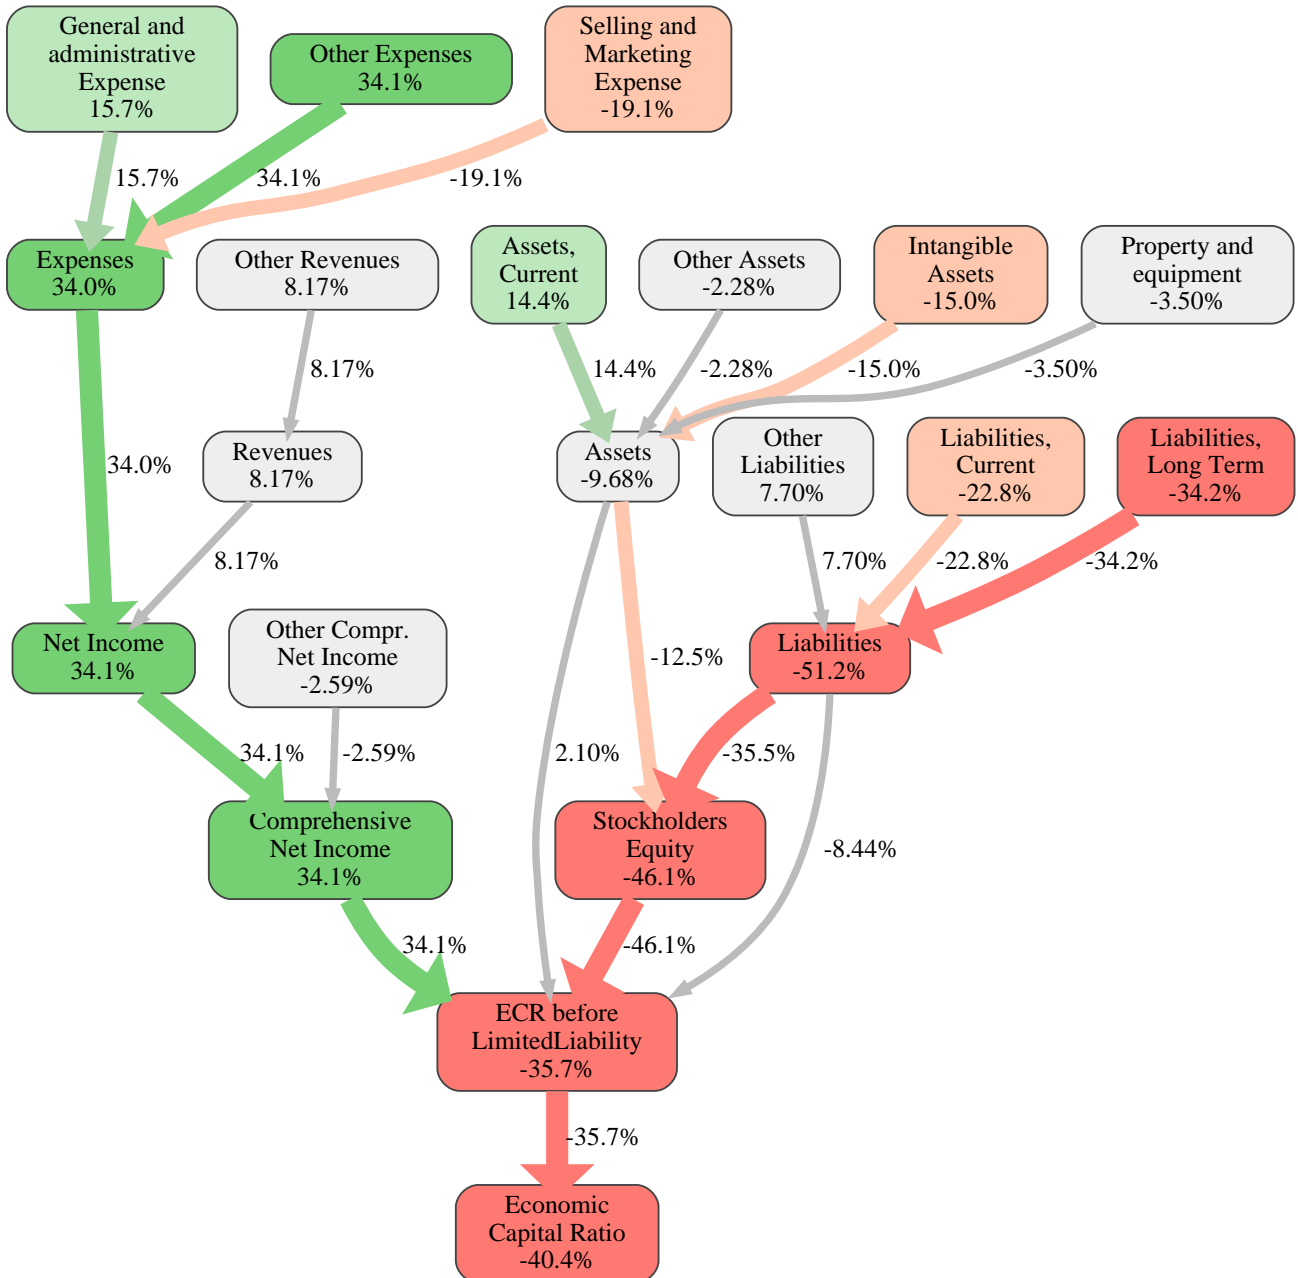 General and
administrative
Expense
15.7%
Other Expenses
34.1%
Selling and
Marketing
Expense
-19.1%
15.7%
34.1%
-19.1%
Expenses
34.0%
Other Revenues
8.17%
Assets,
Current
14.4%
Other Assets
-2.28%
Intangible
Assets
-15.0%
Property and
equipment
-3.50%
8.17%
14.4%
-2.28%
-15.0%
-3.50%
34.0%
Revenues
8.17%
Assets
-9.68%
Other
Liabilities
7.70%
Liabilities,
Current
-22.8%
Liabilities,
Long Term
-34.2%
8.17%
7.70%
-22.8%
-34.2%
Net Income
34.1%
Other Compr.
Net Income
-2.59%
-12.5%
Liabilities
-51.2%
34.1%
-2.59%
2.10%
-35.5%
Comprehensive
Net Income
34.1%
Stockholders
Equity
-46.1%
-8.44%
34.1%
-46.1%
ECR before
LimitedLiability
-35.7%
-35.7%
Economic
Capital Ratio
-40.4%